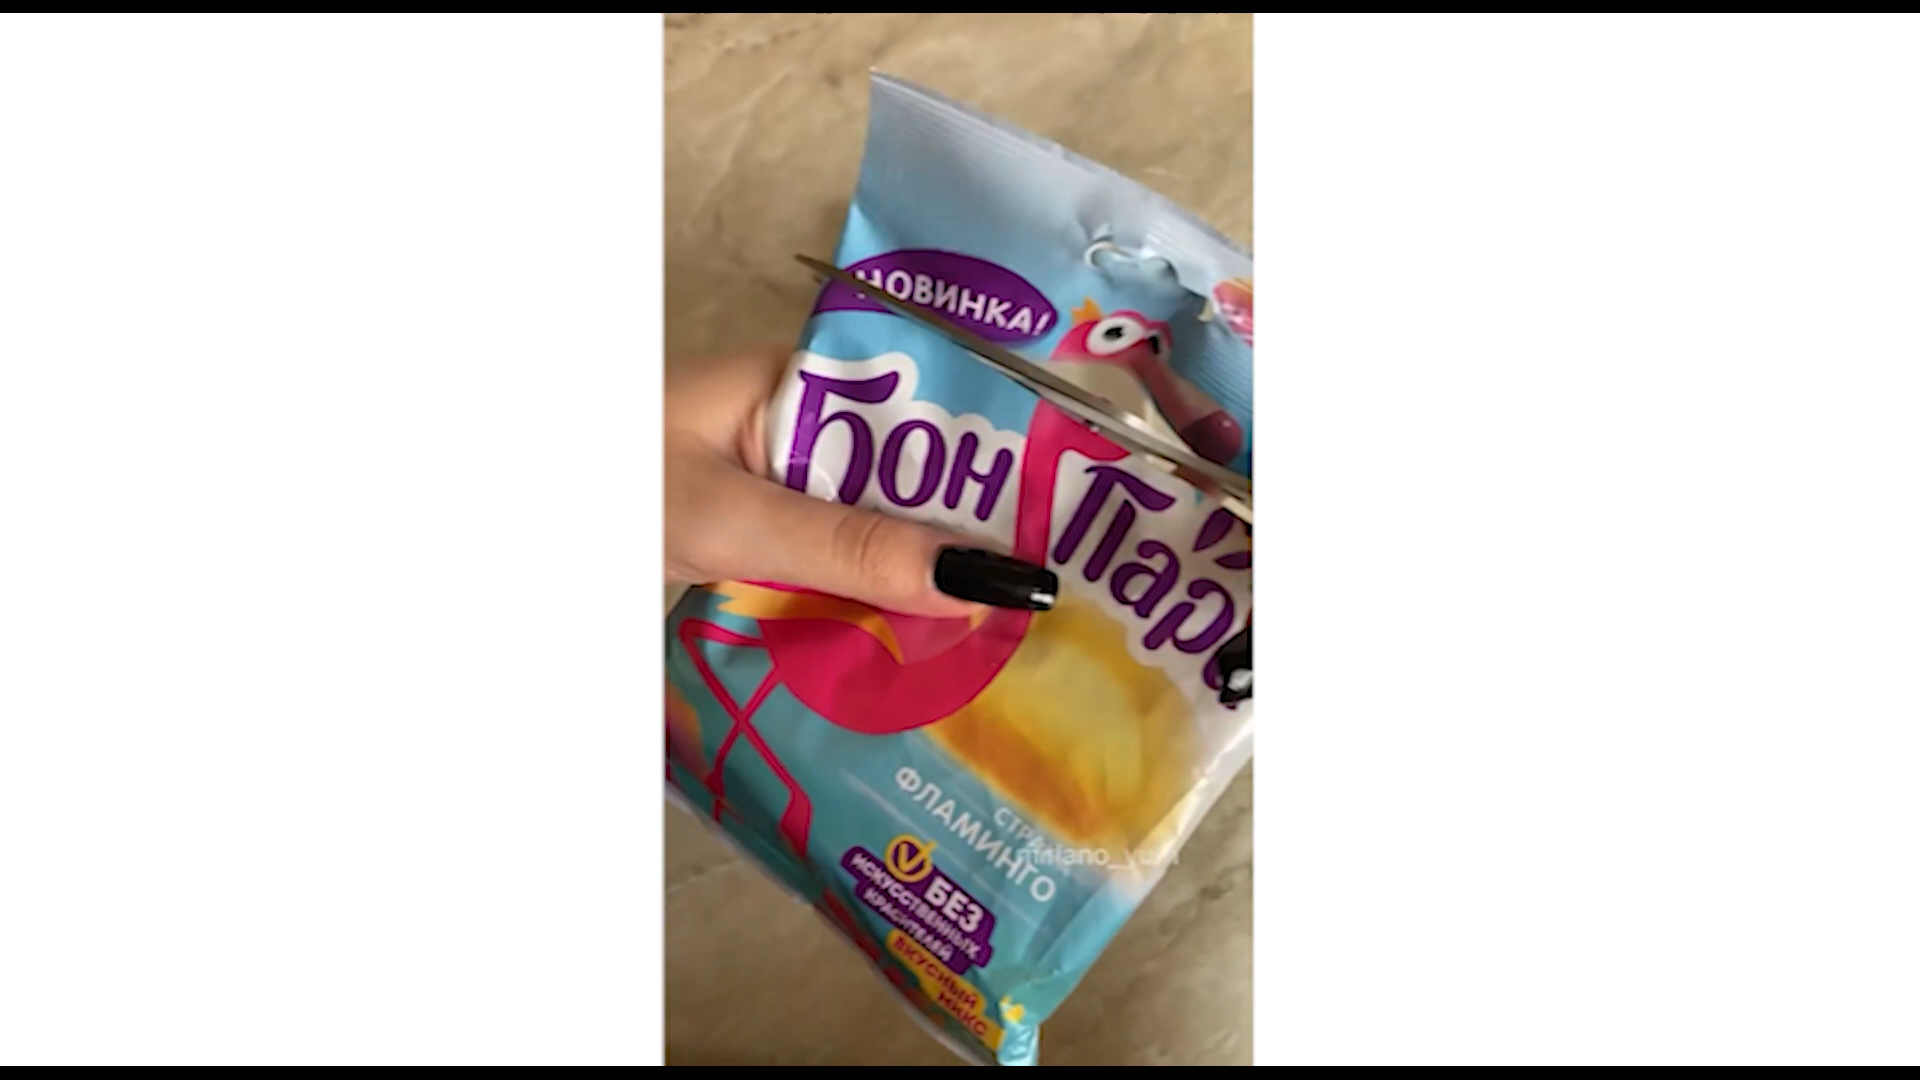 НОВИНКА!
Бон Пари
ФЛАМИНГО
БЕЗ
ИСКУССТВЕННЫХ
КРАСИТЕЛЕЙ
ВКУСНЫЙ
МИКС